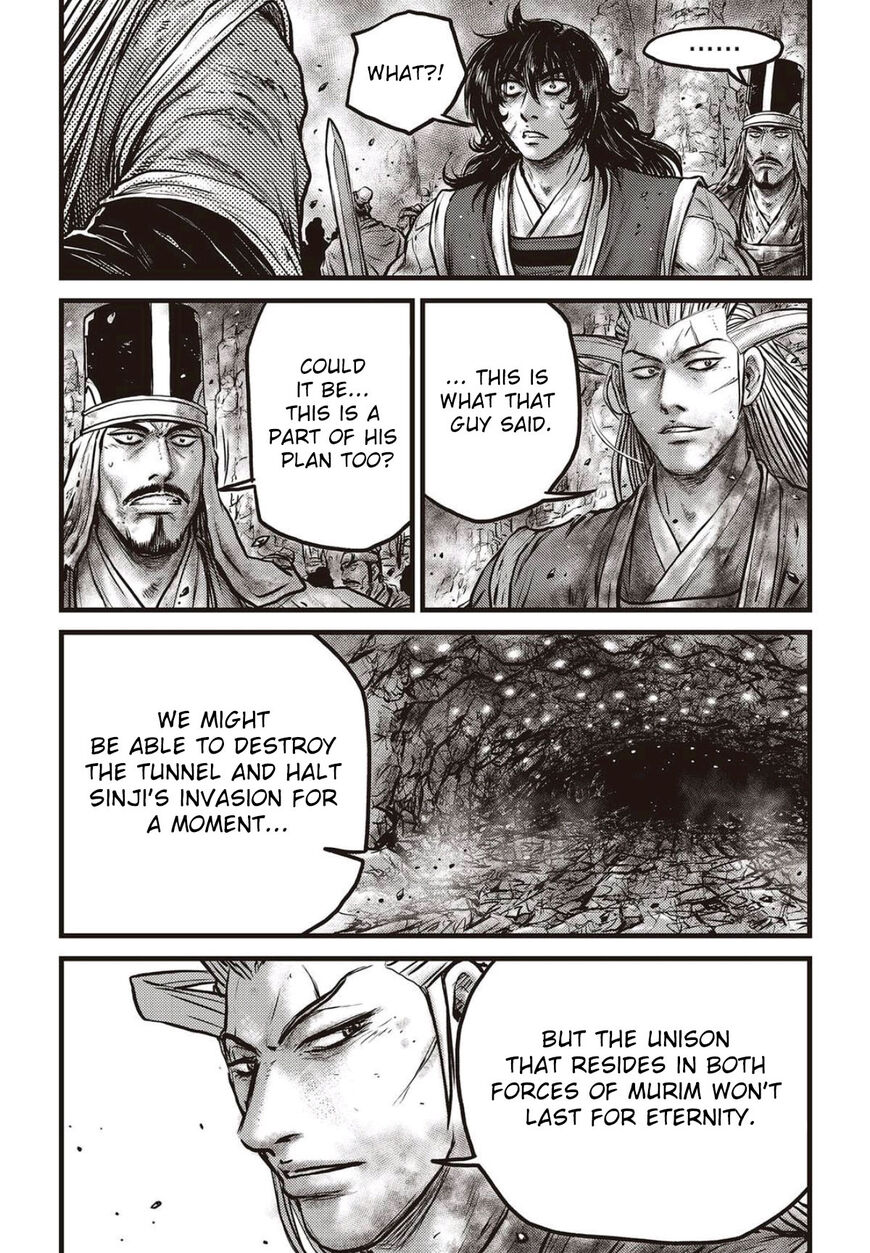 WHAT?!
......
COULD
IT BE...
THIS IS A
PART OF HIS
PLAN TOO?
... THIS IS
WHAT THAT
GUY SAID.
WE MIGHT
BE ABLE TO DESTROY
THE TUNNEL AND HALT
SINJI'S INVASION FOR
A MOMENT...
BUT THE UNISON
THAT RESIDES IN BOTH
FORCES OF MURIM WON'T
LAST FOR ETERNITY.